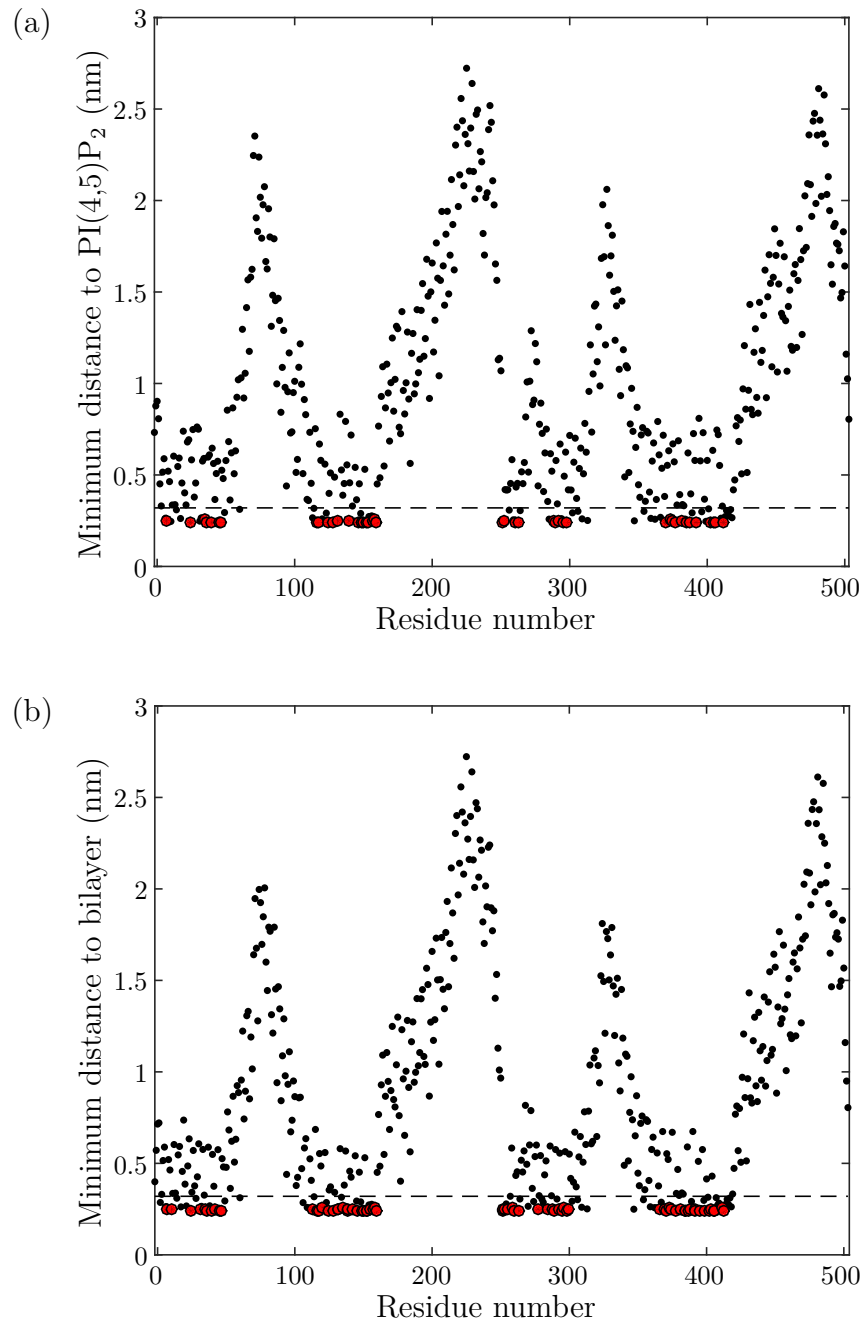 (a)
3
2.5
2
1.5
1
0.5
0
Minimum distance to PI(4,5)P₂ (nm)
0 100 200 300 400 500
Residue number
(b)
3
2.5
2
1.5
1
0.5
0
Minimum distance to bilayer (nm)
0 100 200 300 400 500
Residue number